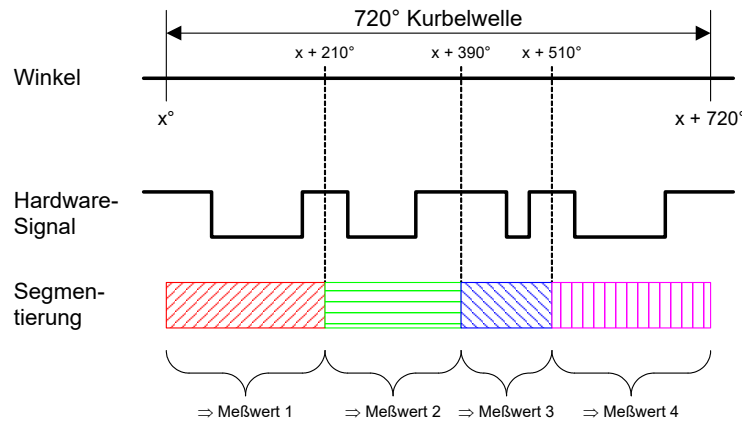 720° Kurbelwelle
x + 210°
x + 390°
x + 510°
Winkel
x°
x + 720°
Hardware-
Signal
Segmen-
tierung
⇒ Meßwert 1
⇒ Meßwert 2
⇒ Meßwert 3
⇒ Meßwert 4